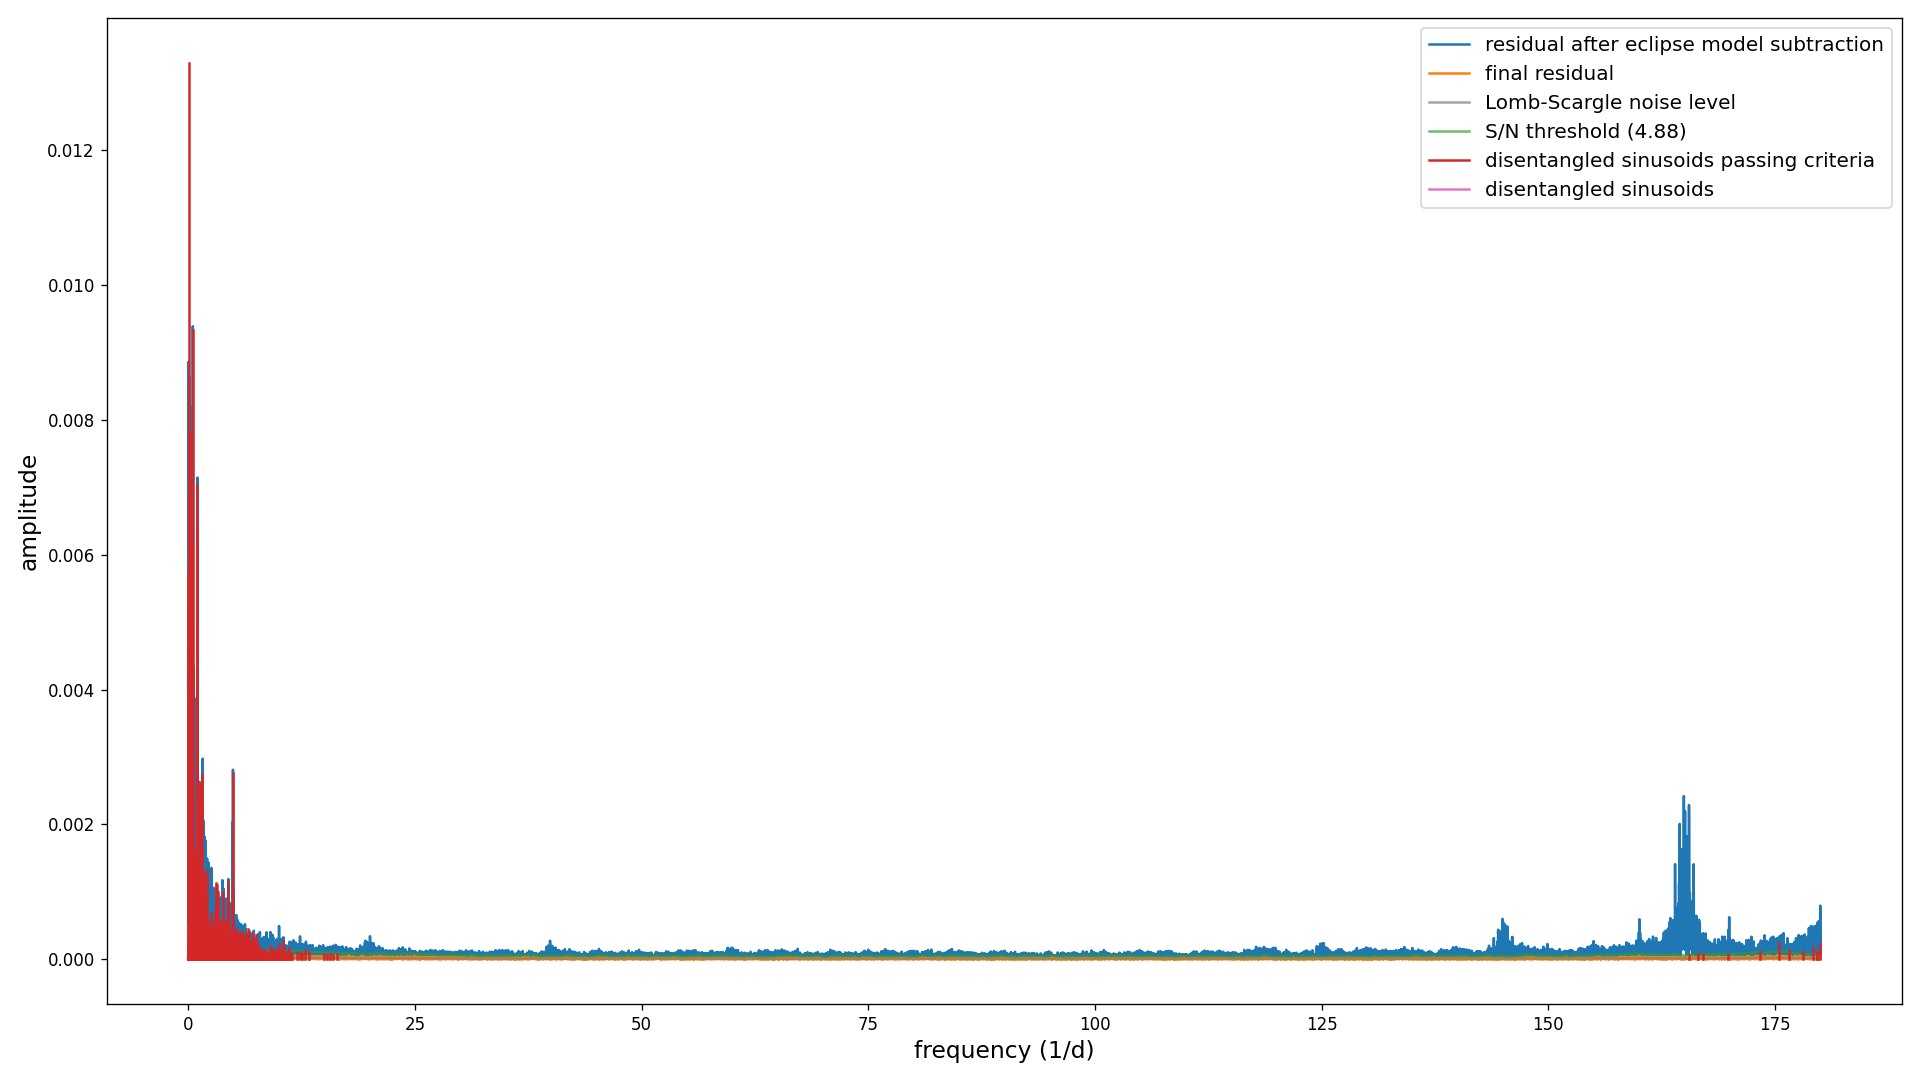 residual after eclipse model subtraction
final residual
Lomb-Scargle noise level
S/N threshold (4.88)
disentangled sinusoids passing criteria
disentangled sinusoids
amplitude
0.012
0.010
0.008
0.006
0.004
0.002
0.000
0 25 50 75 100 125 150 175
frequency (1/d)